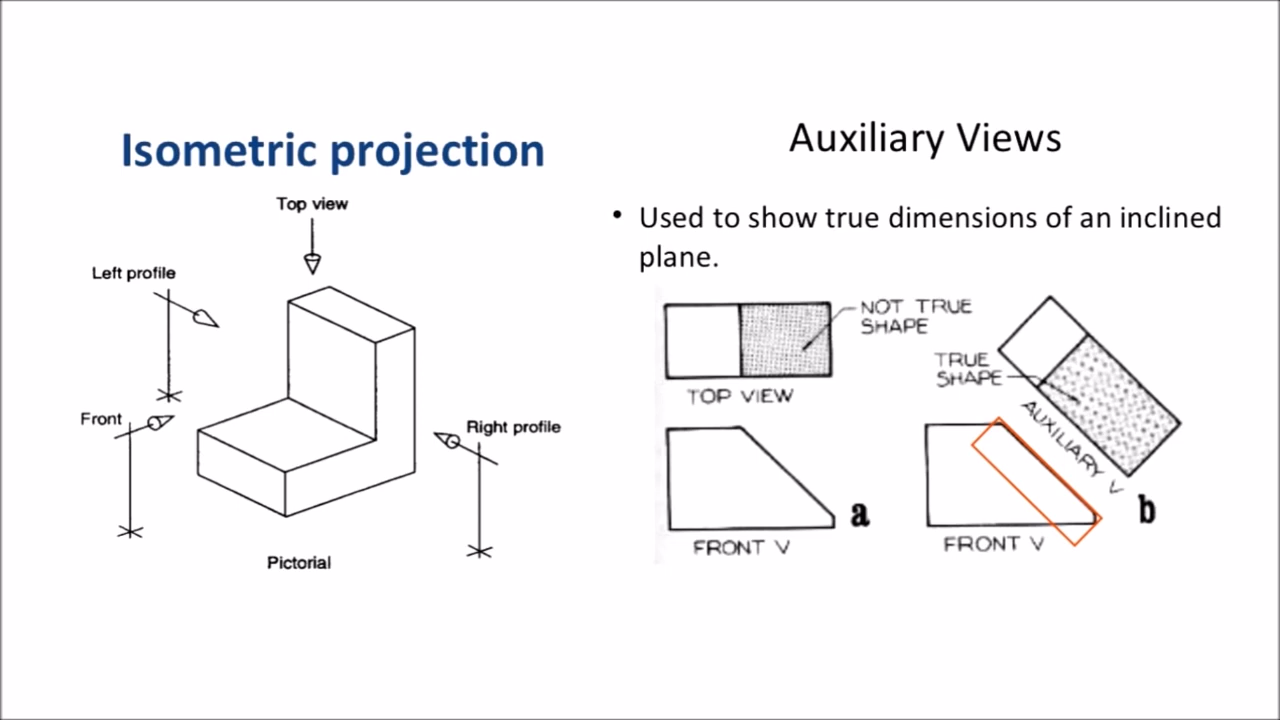 Isometric projection
Top view
Left profile
Front
Right profile
Pictorial
Auxiliary Views
• Used to show true dimensions of an inclined
plane.
NOT TRUE
SHAPE
TOP VIEW
FRONT V
a
TRUE
SHAPE
AUXILIARY V
FRONT V
b